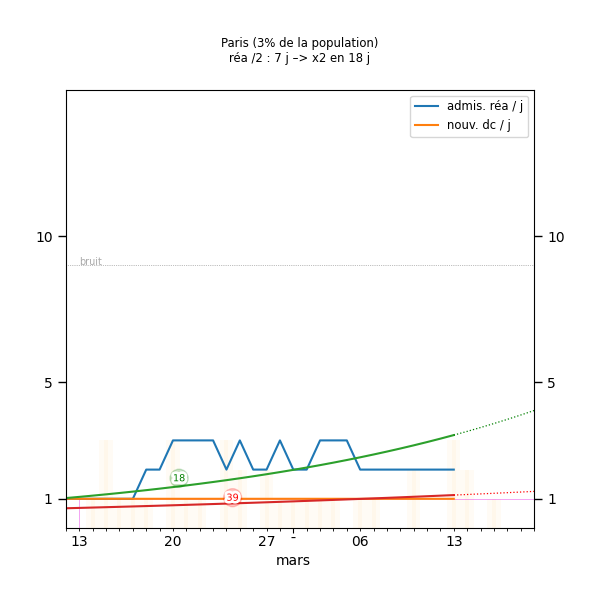 Paris (3% de la population)
réa /2 : 7 j –> x2 en 18 j
admis. réa / j
nouv. dc / j
10
10
bruit
5
5
18
39
1
1
13
20
27
-
06
13
mars